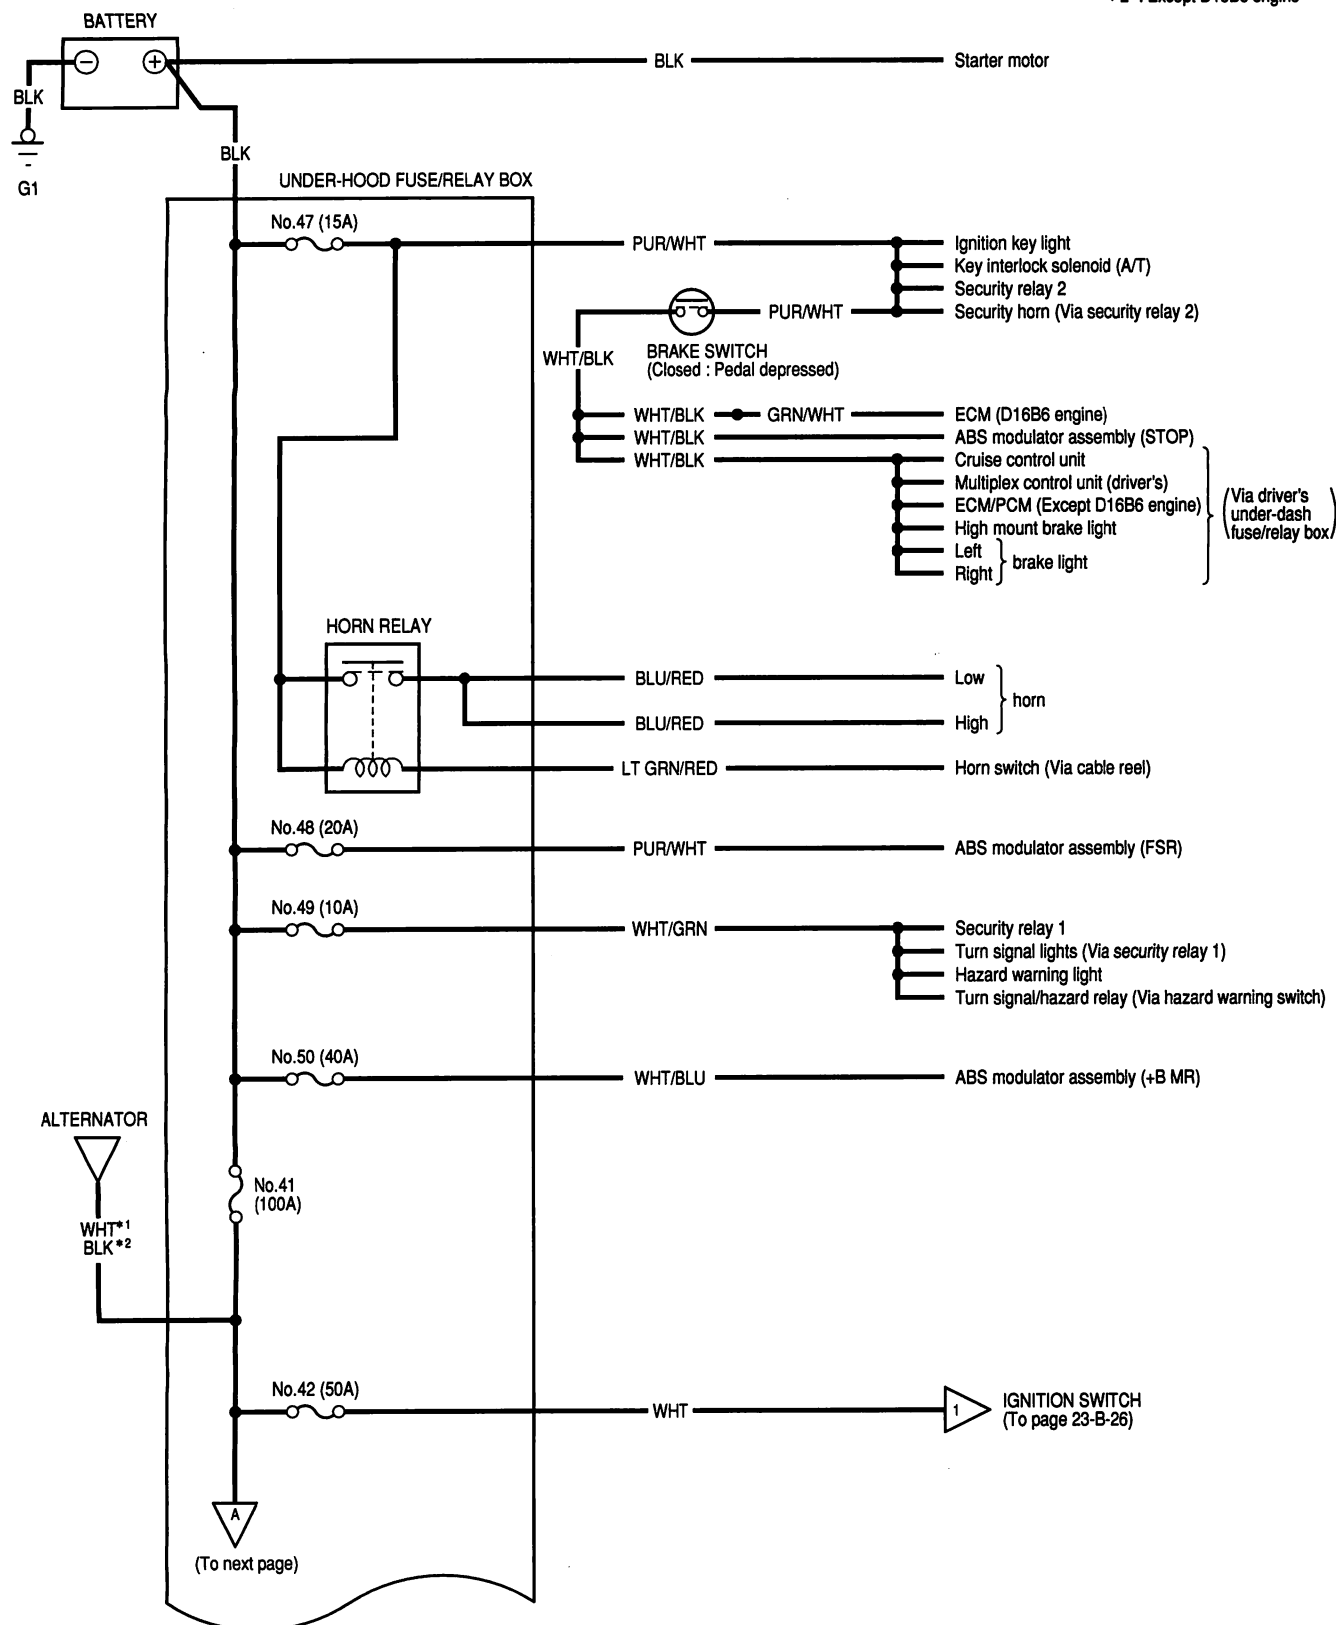 BATTERY
BLK
Starter motor
BLK
G1
BLK
UNDER-HOOD FUSE/RELAY BOX
No.47 (15A)
PUR/WHT
Ignition key light
Key interlock solenoid (A/T)
Security relay 2
PUR/WHT
Security horn (Via security relay 2)
WHT/BLK
BRAKE SWITCH
(Closed : Pedal depressed)
WHT/BLK
GRN/WHT
ECM (D16B6 engine)
WHT/BLK
ABS modulator assembly (STOP)
WHT/BLK
Cruise control unit
Multiplex control unit (driver's)
ECM/PCM (Except D16B6 engine)
High mount brake light
Left
Right
brake light
(Via driver's
under-dash
fuse/relay box)
HORN RELAY
BLU/RED
Low
BLU/RED
High
horn
LT GRN/RED
Horn switch (Via cable reel)
No.48 (20A)
PUR/WHT
ABS modulator assembly (FSR)
No.49 (10A)
WHT/GRN
Security relay 1
Turn signal lights (Via security relay 1)
Hazard warning light
Turn signal/hazard relay (Via hazard warning switch)
No.50 (40A)
WHT/BLU
ABS modulator assembly (+B MR)
ALTERNATOR
WHT*1
BLK*2
No.41
(100A)
No.42 (50A)
WHT
1
IGNITION SWITCH
(To page 23-B-26)
A
(To next page)